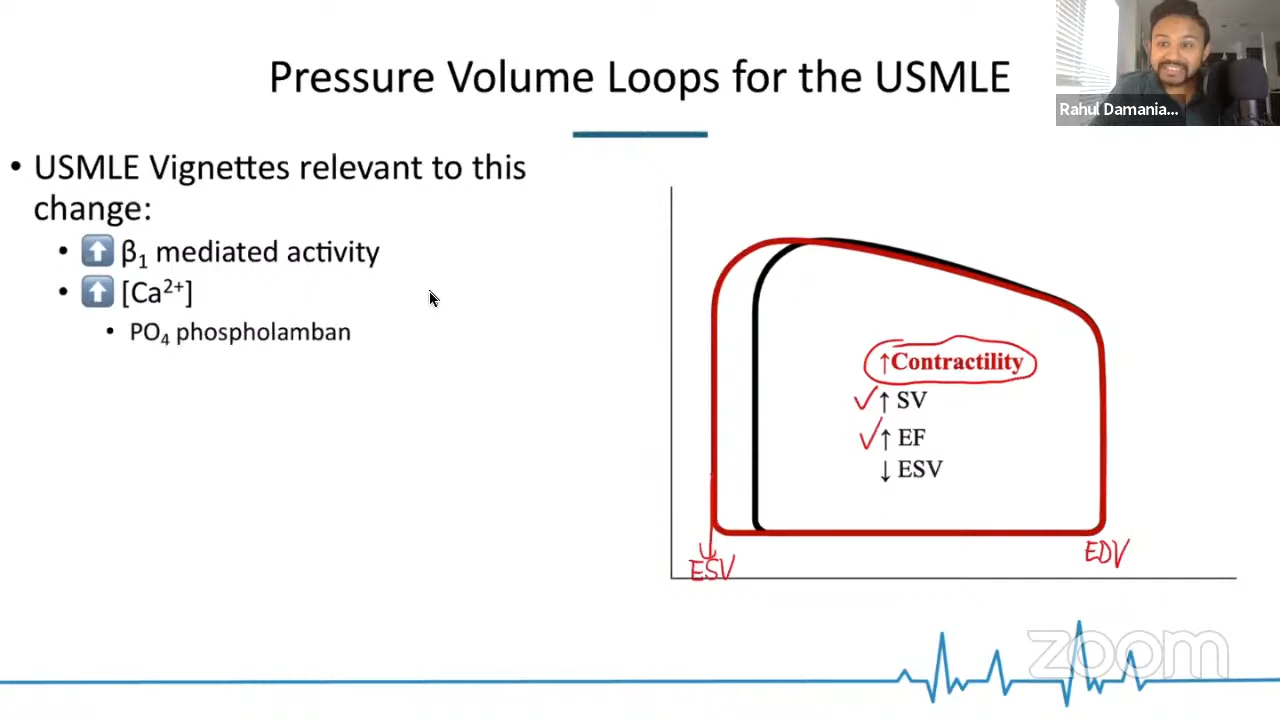 Pressure Volume Loops for the USMLE
Rahul Damania...
• USMLE Vignettes relevant to this
change:
• ⬆ β₁ mediated activity
• ⬆ [Ca²⁺]
• PO₄ phospholamban
↑Contractility
✓↑ SV
✓↑ EF
↓ ESV
ESV
EDV
zoom